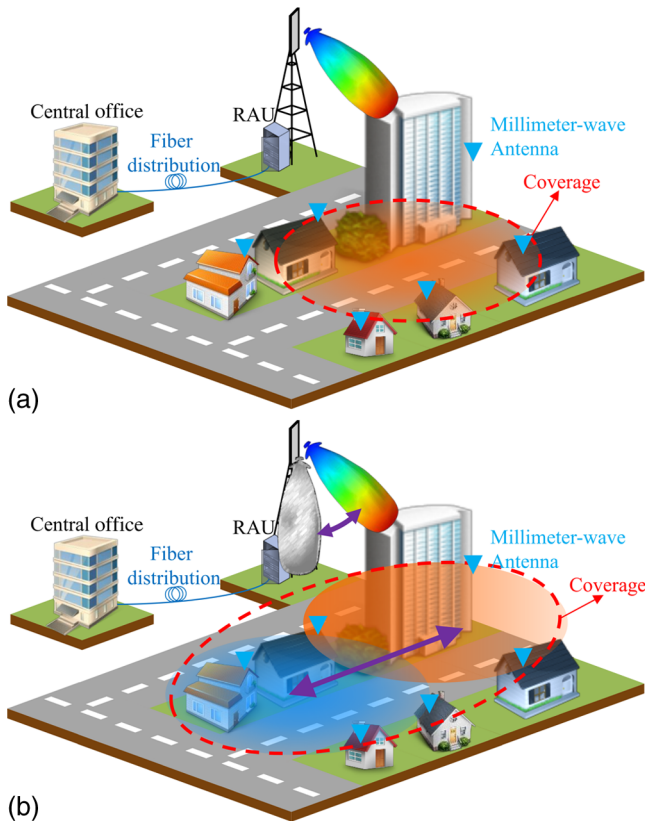 Central office
RAU
Fiber
distribution
Millimeter-wave
Antenna
Coverage
(a)
Central office
RAU
Fiber
distribution
Millimeter-wave
Antenna
Coverage
(b)